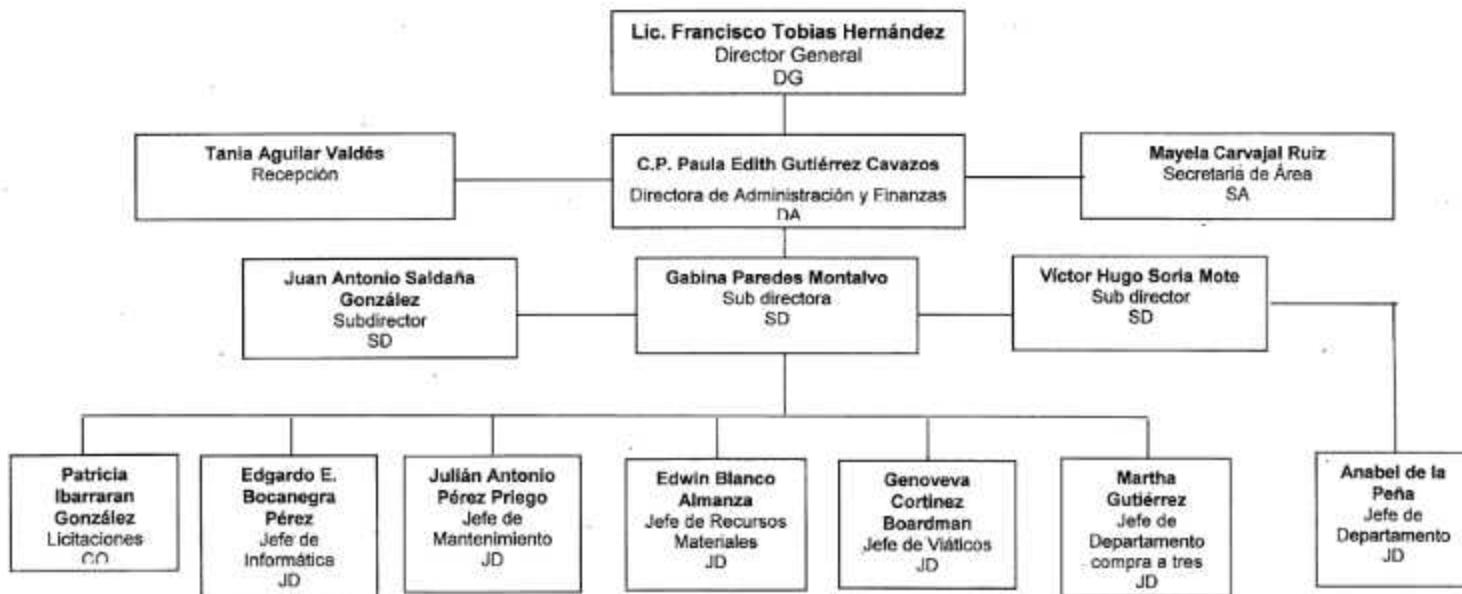 Lic. Francisco Tobias Hernández
Director General
DG
Tania Aguilar Valdés
Recepción
C.P. Paula Edith Gutiérrez Cavazos
Directora de Administración y Finanzas
DA
Mayela Carvajal Ruiz
Secretaria de Área
SA
Juan Antonio Saldaña
González
Subdirector
SD
Gabina Paredes Montalvo
Sub directora
SD
Víctor Hugo Soria Mote
Sub director
SD
Patricia
Ibarraran
González
Licitaciones
CO
Edgardo E.
Bocanegra
Pérez
Jefe de
Informática
JD
Julián Antonio
Pérez Priego
Jefe de
Mantenimiento
JD
Edwin Blanco
Almanza
Jefe de Recursos
Materiales
JD
Genoveva
Cortinez
Boardman
Jefe de Viáticos
JD
Martha
Gutiérrez
Jefe de
Departamento
compra a tres
JD
Anabel de la
Peña
Jefe de
Departamento
JD